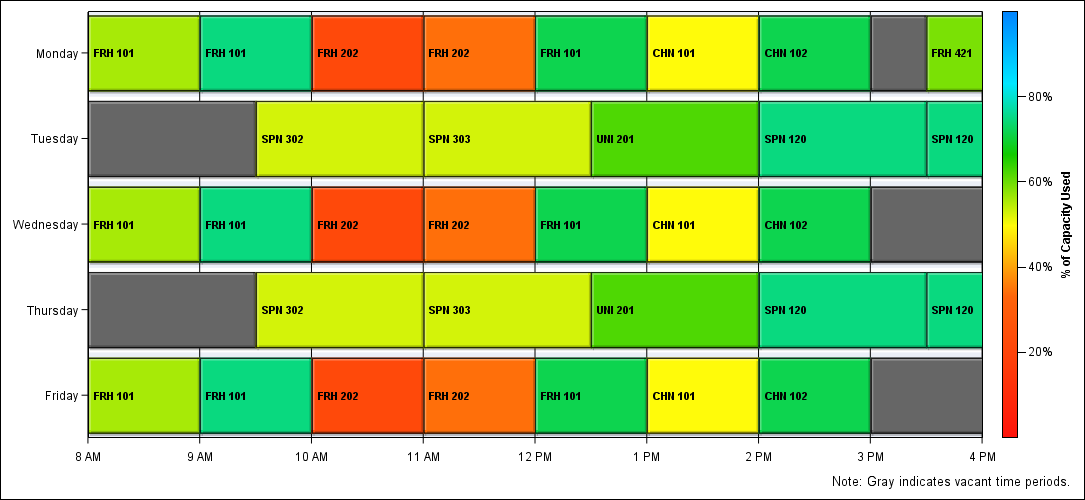 Monday FRH 101 FRH 101 FRH 202 FRH 202 FRH 101 CHN 101 CHN 102 FRH 421
80%
Tuesday SPN 302 SPN 303 UNI 201 SPN 120 SPN 120
60%
Wednesday FRH 101 FRH 101 FRH 202 FRH 202 FRH 101 CHN 101 CHN 102
% of Capacity Used
40%
Thursday SPN 302 SPN 303 UNI 201 SPN 120 SPN 120
20%
Friday FRH 101 FRH 101 FRH 202 FRH 202 FRH 101 CHN 101 CHN 102
8 AM 9 AM 10 AM 11 AM 12 PM 1 PM 2 PM 3 PM 4 PM
Note: Gray indicates vacant time periods.